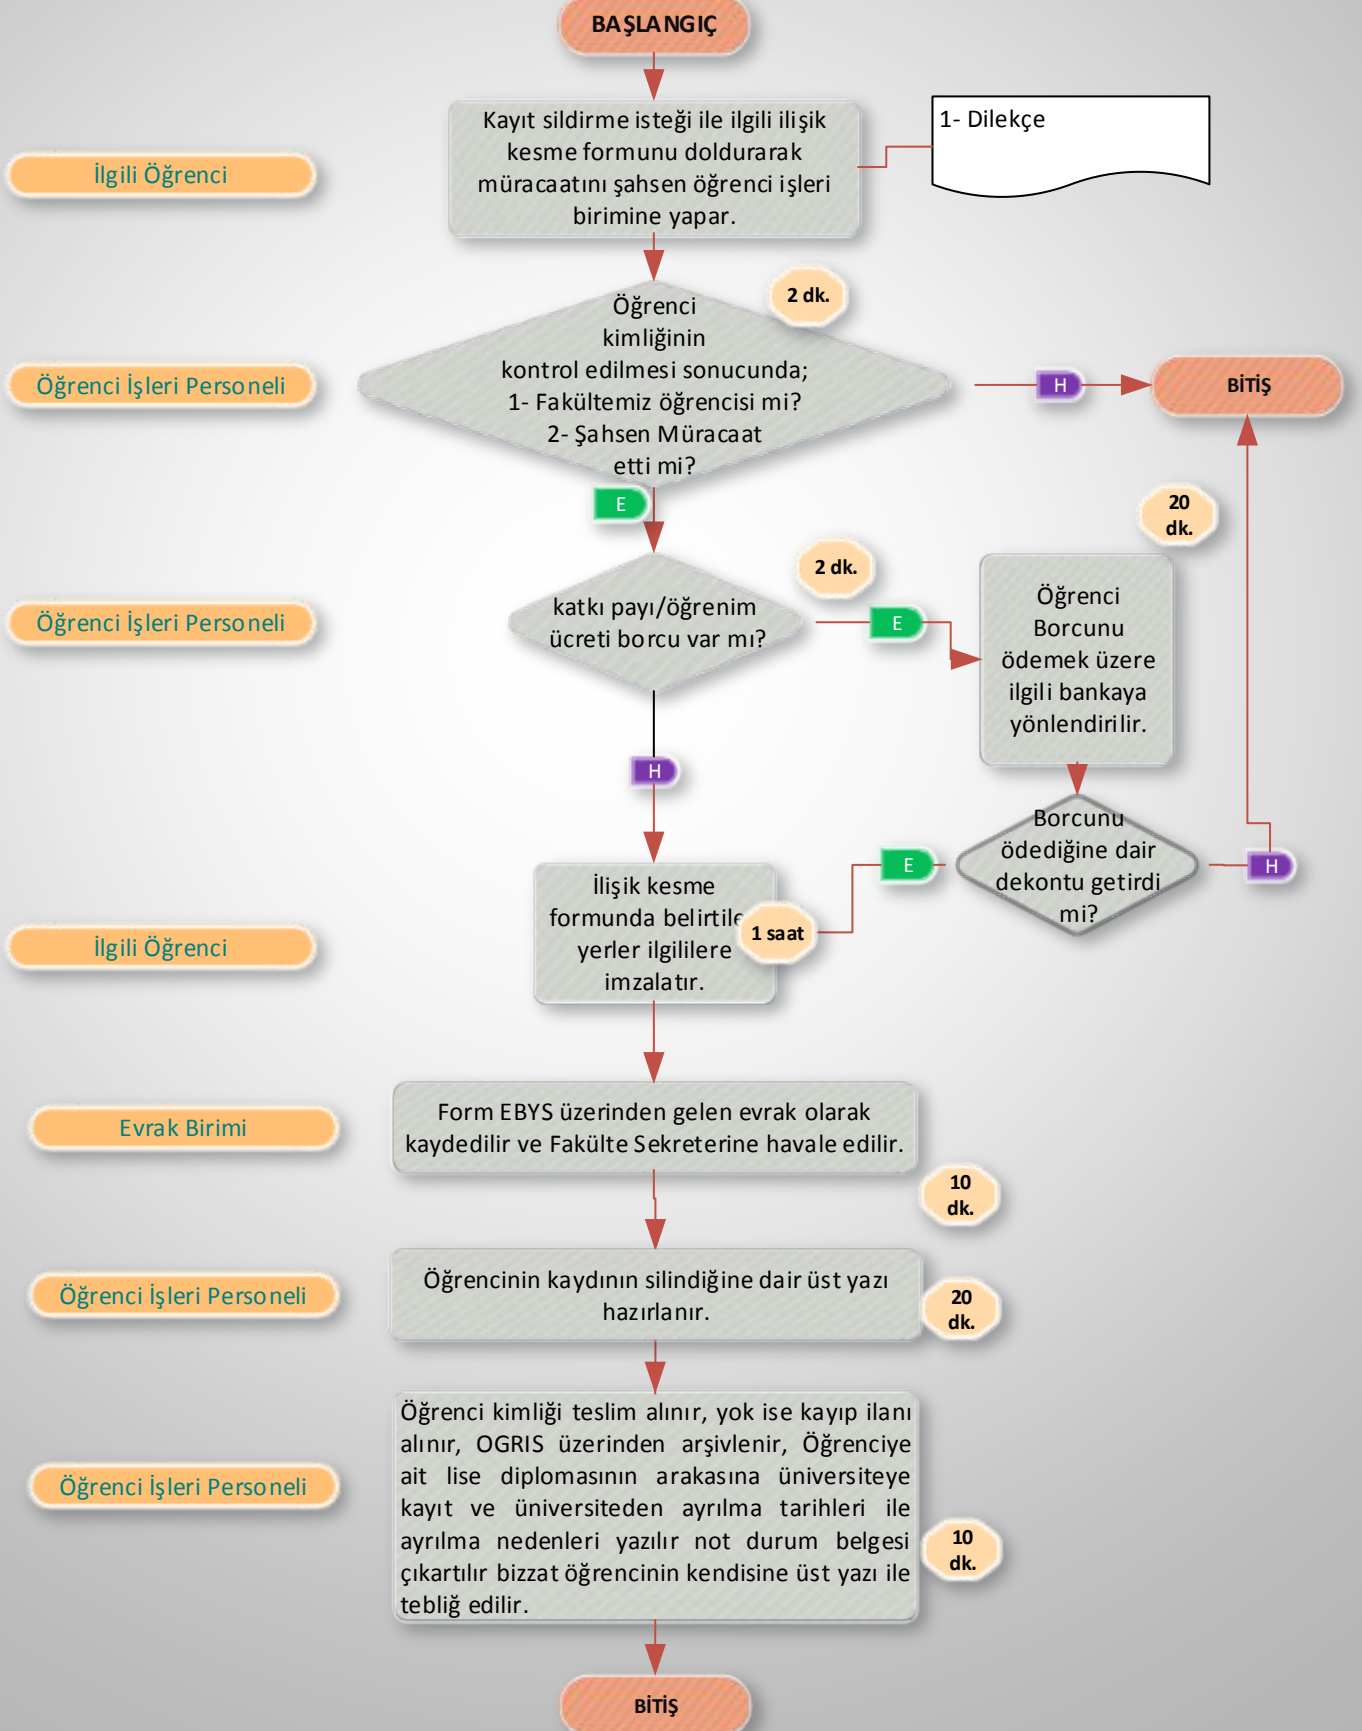 BAŞLANGIÇ
Kayıt sildirme isteği ile ilgili ilişik
kesme formunu doldurarak
müracaatını şahsen öğrenci işleri
birimine yapar.
1- Dilekçe
İlgili Öğrenci
2 dk.
Öğrenci
kimliğinin
kontrol edilmesi sonucunda;
1- Fakültemiz öğrencisi mi?
2- Şahsen Müracaat
etti mi?
Öğrenci İşleri Personeli
H
BİTİŞ
E
20
dk.
2 dk.
katkı payı/öğrenim
ücreti borcu var mı?
Öğrenci İşleri Personeli
E
Öğrenci
Borcunu
ödemek üzere
ilgili bankaya
yönlendirilir.
H
Borcunu
ödediğine dair
dekontu getirdi
mi?
E
H
İlişik kesme
formunda belirtile
yerler ilgililere
imzalatır.
1 saat
İlgili Öğrenci
Evrak Birimi
Form EBYS üzerinden gelen evrak olarak
kaydedilir ve Fakülte Sekreterine havale edilir.
10
dk.
Öğrenci İşleri Personeli
Öğrencinin kaydının silindiğine dair üst yazı
hazırlanır.
20
dk.
Öğrenci kimliği teslim alınır, yok ise kayıp ilanı
alınır, OGRIS üzerinden arşivlenir, Öğrenciye
ait lise diplomasının arakasına üniversiteye
kayıt ve üniversiteden ayrılma tarihleri ile
ayrılma nedenleri yazılır not durum belgesi
çıkartılır bizzat öğrencinin kendisine üst yazı ile
tebliğ edilir.
Öğrenci İşleri Personeli
10
dk.
BİTİŞ